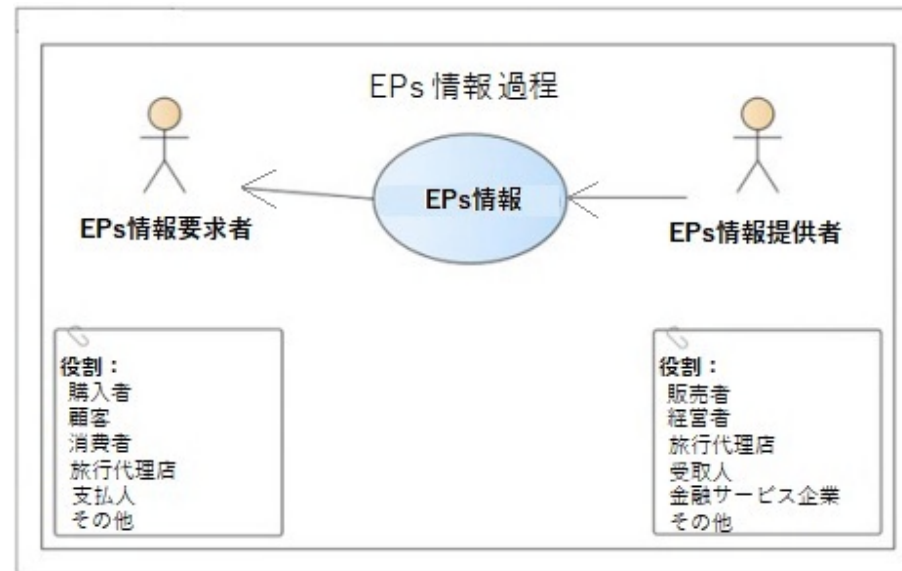 EPs 情報過程
EPs情報
EPs情報要求者
EPs情報提供者
役割：
購入者
顧客
消費者
旅行代理店
支払人
その他
役割：
販売者
経営者
旅行代理店
受取人
金融サービス企業
その他